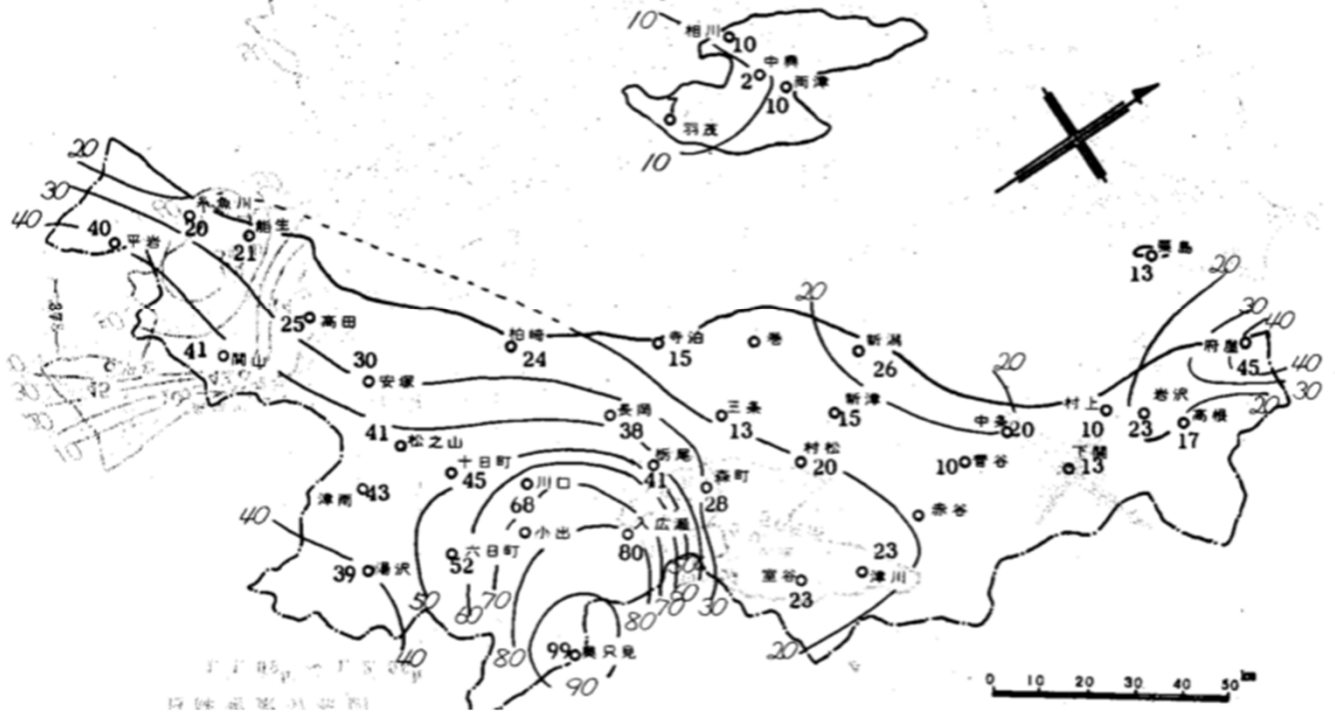 10
相川
10
中興
2
両津
10
羽茂
10
20
30
40
糸魚川
20
能生
21
40
平岩
25
高田
41
関山
30
安塚
柏崎
24
寺泊
15
巻
20
新潟
26
粟島
13
20
30
40
府屋
45
40
30
20
岩沢
23
高根
17
村上
10
20
中条
20
下関
13
菅谷
10
新津
15
三条
13
長岡
38
村松
20
赤谷
41
松之山
十日町
45
栃尾
41
森町
28
川口
68
津南
43
小出
入広瀬
80
40
39
湯沢
六日町
52
室谷
23
23
津川
50
60
70
80
80
70
60
50
30
40
20
99
奥只見
90
0 10 20 30 40 50 km